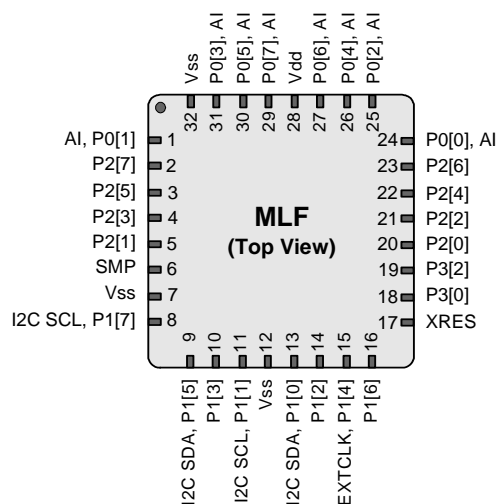 Vss
P0[3], AI
P0[5], AI
P0[7], AI
Vdd
P0[6], AI
P0[4], AI
P0[2], AI
32
31
30
29
28
27
26
25
AI, P0[1] 1
P2[7] 2
P2[5] 3
P2[3] 4
P2[1] 5
SMP 6
Vss 7
I2C SCL, P1[7] 8
MLF
(Top View)
24 P0[0], AI
23 P2[6]
22 P2[4]
21 P2[2]
20 P2[0]
19 P3[2]
18 P3[0]
17 XRES
9
10
11
12
13
14
15
16
I2C SDA, P1[5]
P1[3]
I2C SCL, P1[1]
Vss
I2C SDA, P1[0]
P1[2]
EXTCLK, P1[4]
P1[6]